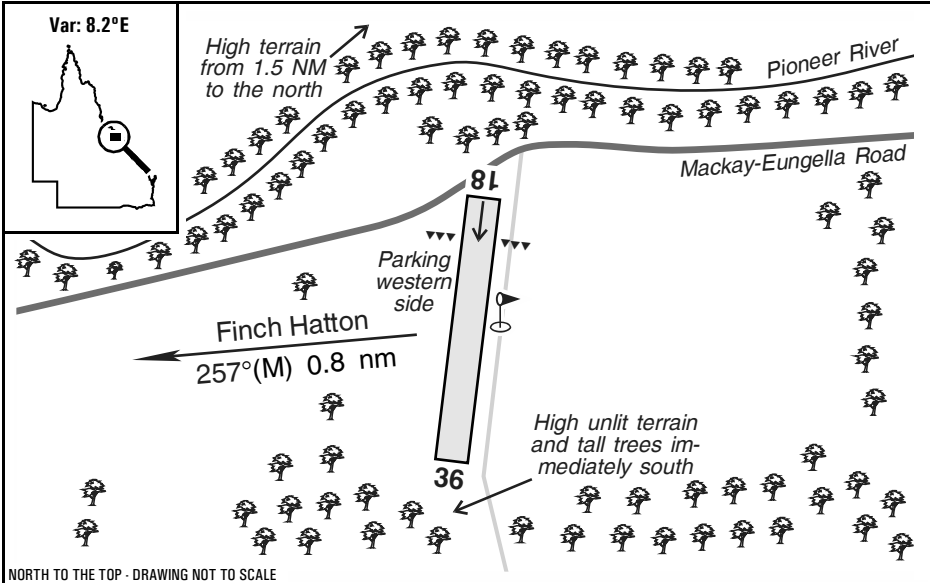 Var: 8.2ºE
High terrain
from 1.5 NM
to the north
Pioneer River
Mackay-Eungella Road
18
Parking
western
side
Finch Hatton
257°(M) 0.8 nm
High unlit terrain
and tall trees im-
mediately south
36
NORTH TO THE TOP - DRAWING NOT TO SCALE